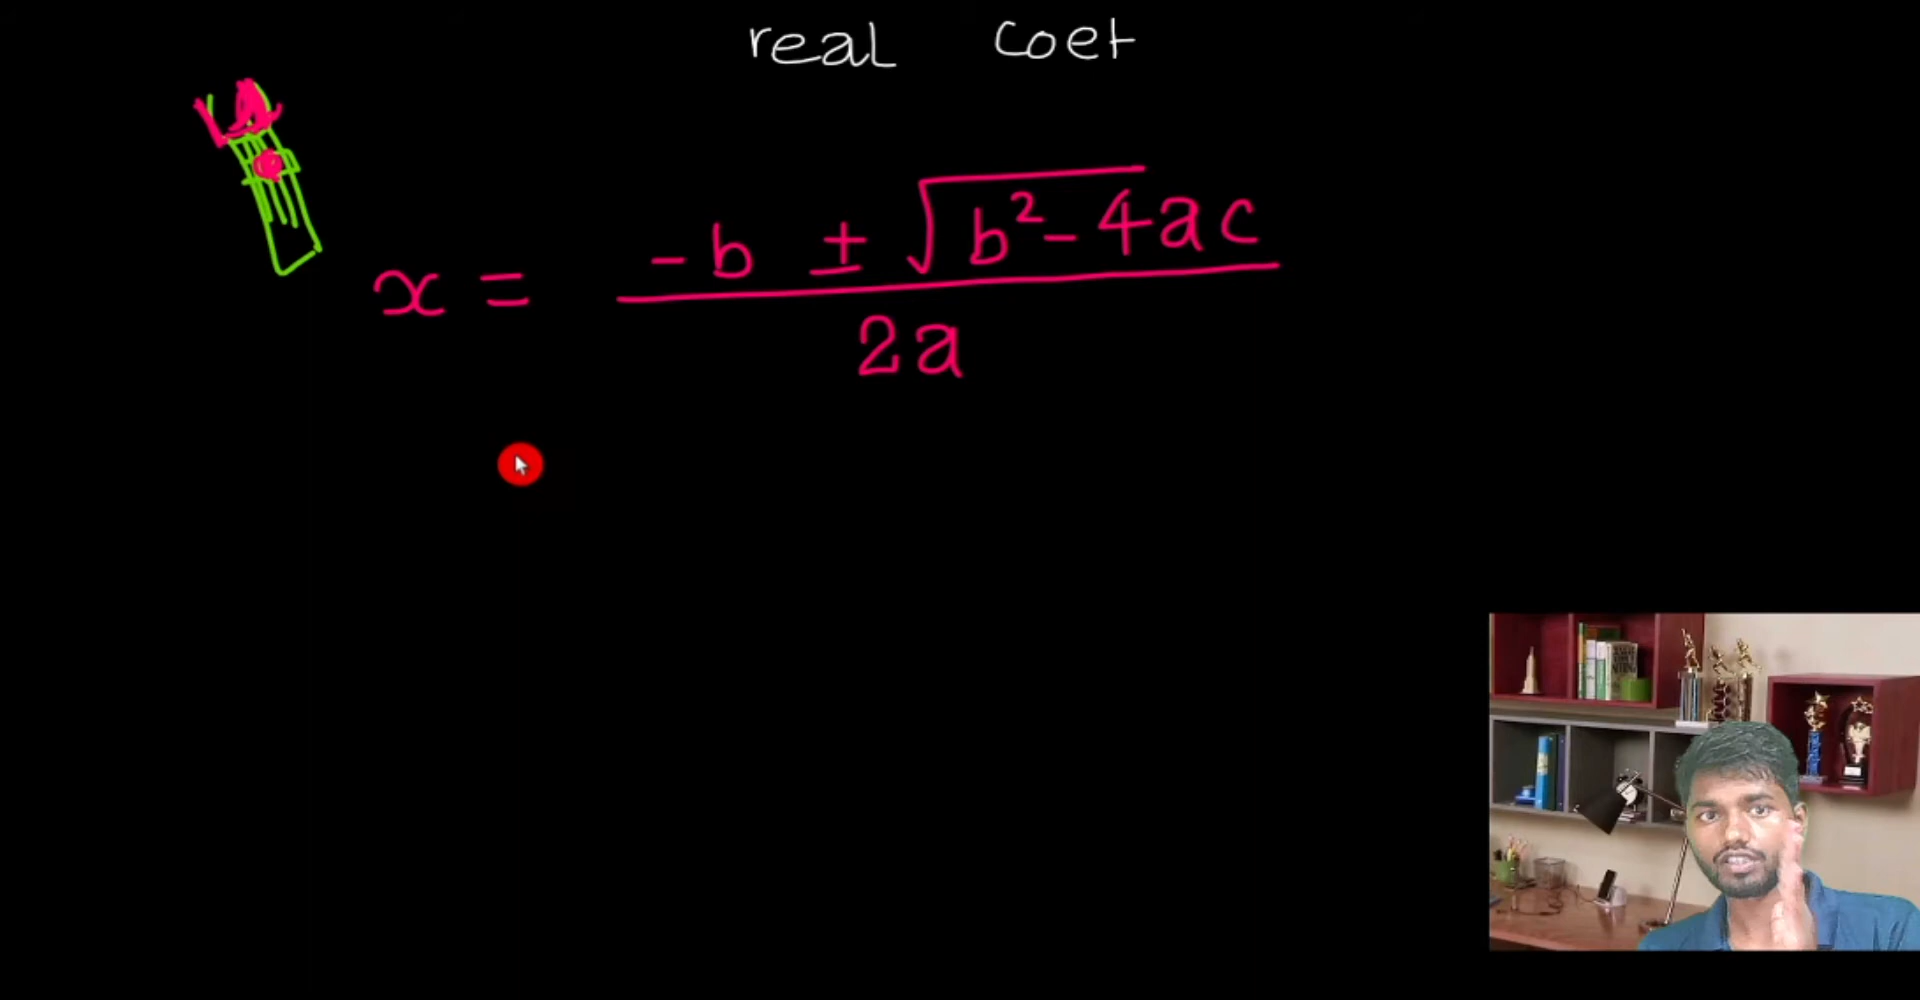 real coef
x = -b ± √b² - 4ac / 2a